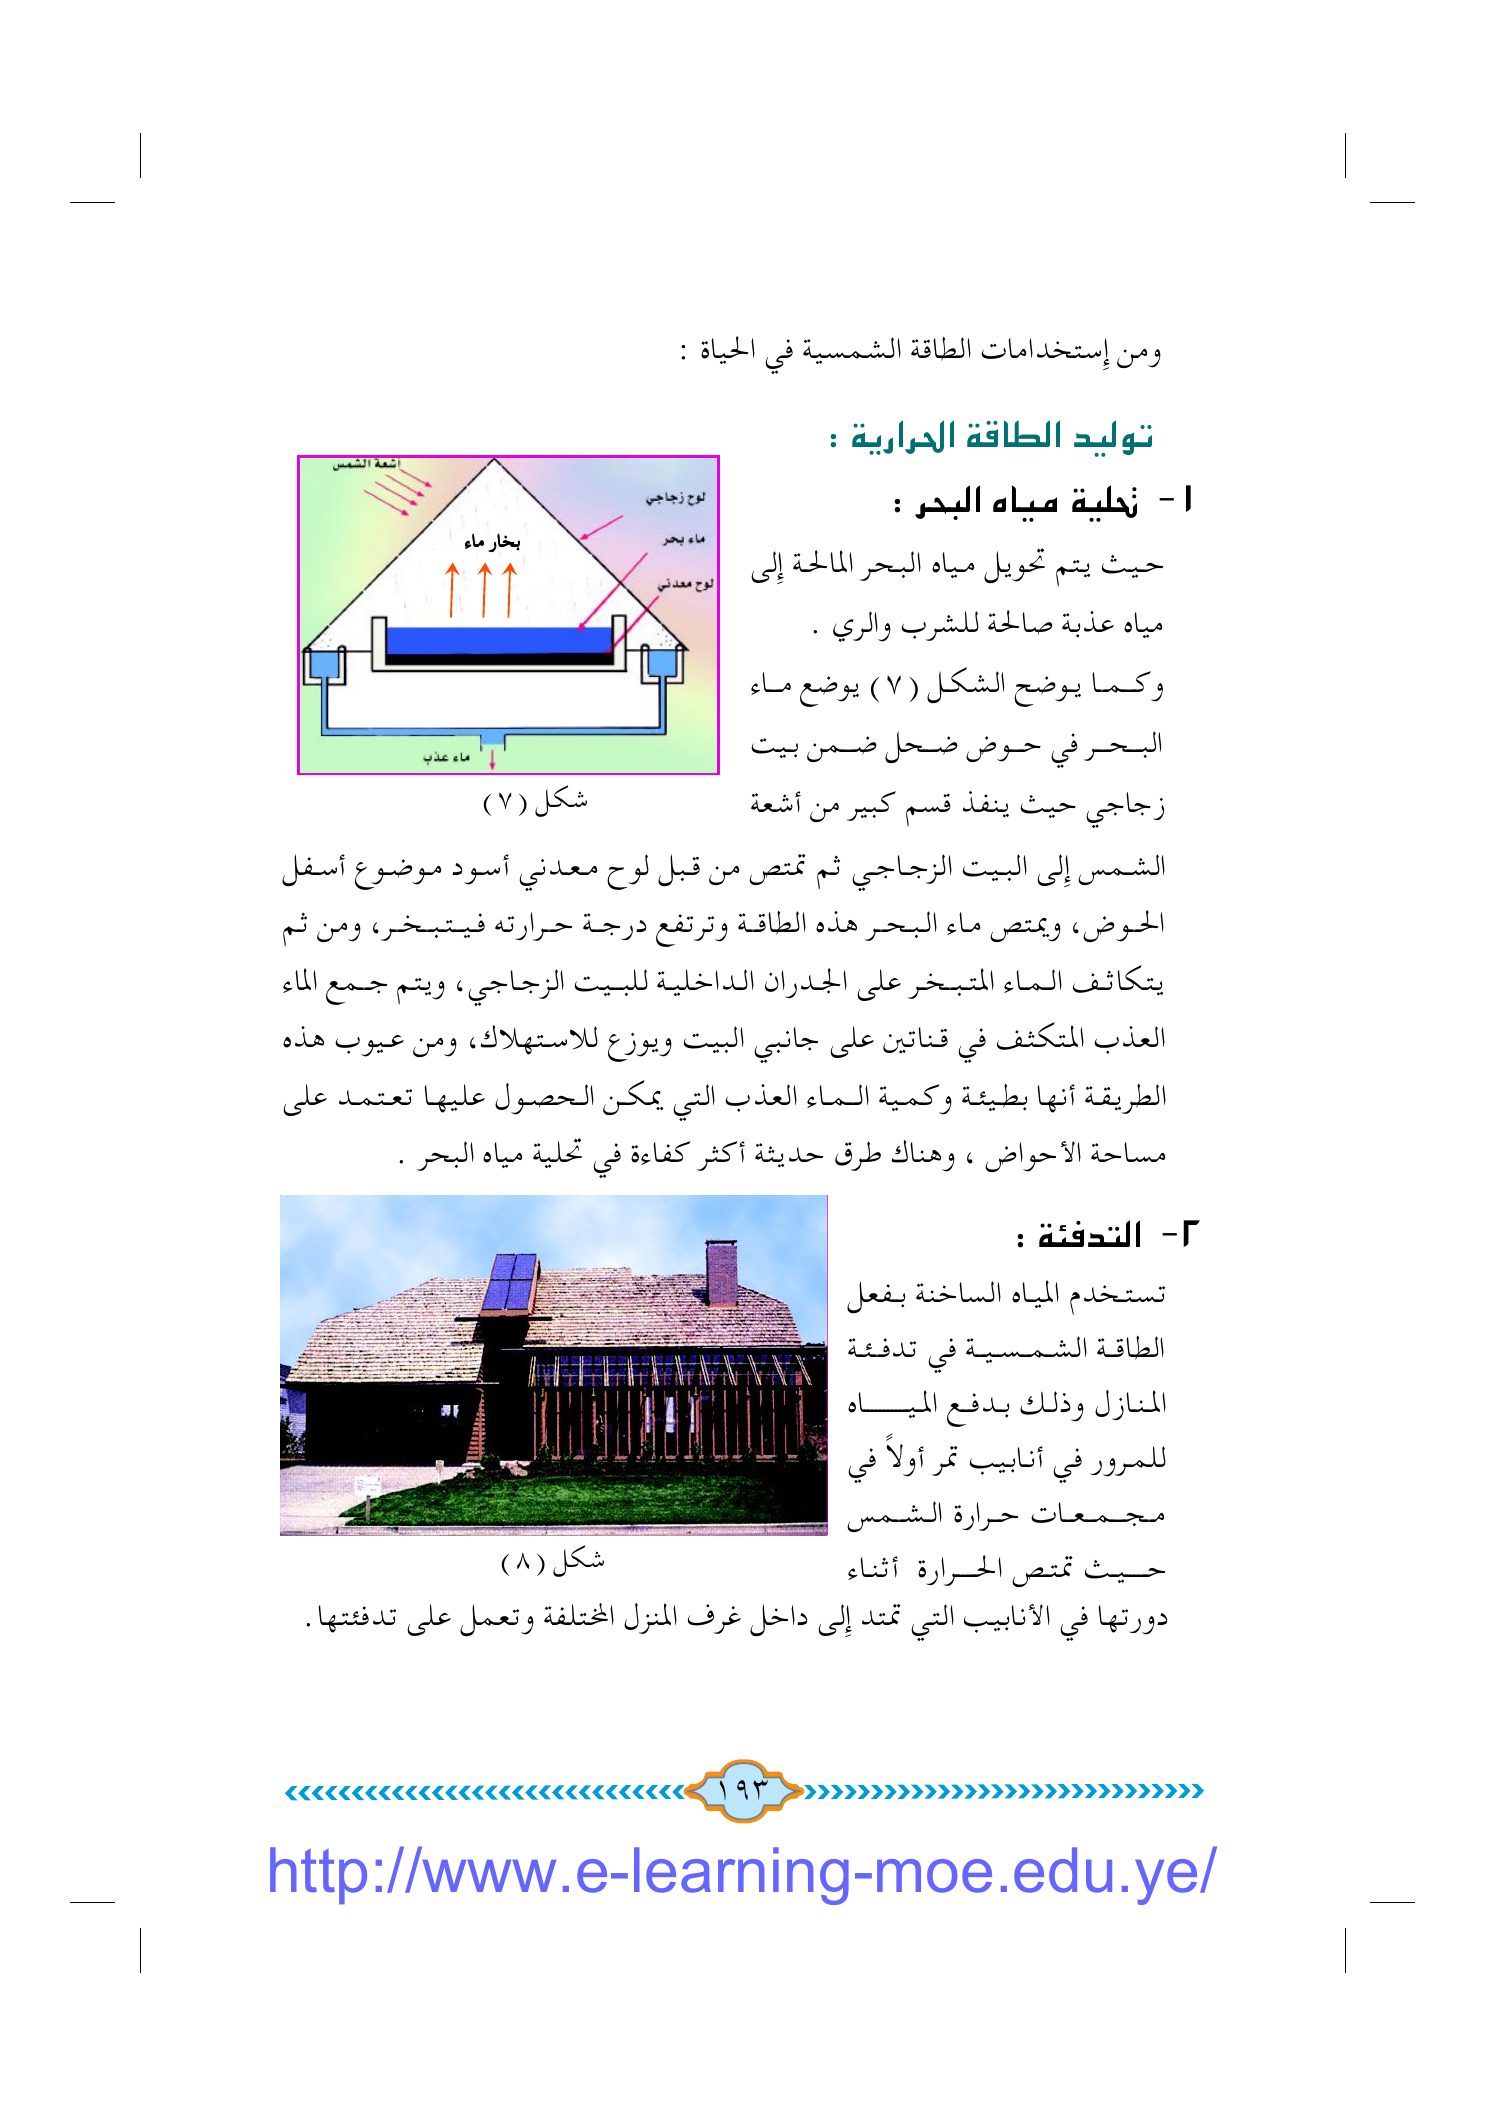 ومن إِستخدامات الطاقة الشمسية في الحياة :
توليد الطاقة الحرارية :
١- تحلية مياه البحر :
حيث يتم تحويل مياه البحر المالحة إِلى
مياه عذبة صالحة للشرب والري .
وكما يوضح الشكل (٧) يوضع ماء
البحر في حوض ضحل ضمن بيت
زجاجي حيث ينفذ قسم كبير من أشعة
أشعة الشمس
لوح زجاجي
بخار ماء
ماء بحر
لوح معدني
ماء عذب
شكل (٧)
الشمس إِلى البيت الزجاجي ثم تمتص من قبل لوح معدني أسود موضوع أسفل
الحوض، ويمتص ماء البحر هذه الطاقة وترتفع درجة حرارته فيتبخر، ومن ثم
يتكاثف الماء المتبخر على الجدران الداخلية للبيت الزجاجي، ويتم جمع الماء
العذب المتكثف في قناتين على جانبي البيت ويوزع للاستهلاك، ومن عيوب هذه
الطريقة أنها بطيئة وكمية الماء العذب التي يمكن الحصول عليها تعتمد على
مساحة الأحواض ، وهناك طرق حديثة أكثر كفاءة في تحلية مياه البحر .
٢- التدفئة :
تستخدم المياه الساخنة بفعل
الطاقة الشمسية في تدفئة
المنازل وذلك بدفع المياه
للمرور في أنابيب تمر أولاً في
مجمعات حرارة الشمس
حيث تمتص الحرارة أثناء
شكل (٨)
دورتها في الأنابيب التي تمتد إِلى داخل غرف المنزل المختلفة وتعمل على تدفئتها.
١٩٣
http://www.e-learning-moe.edu.ye/